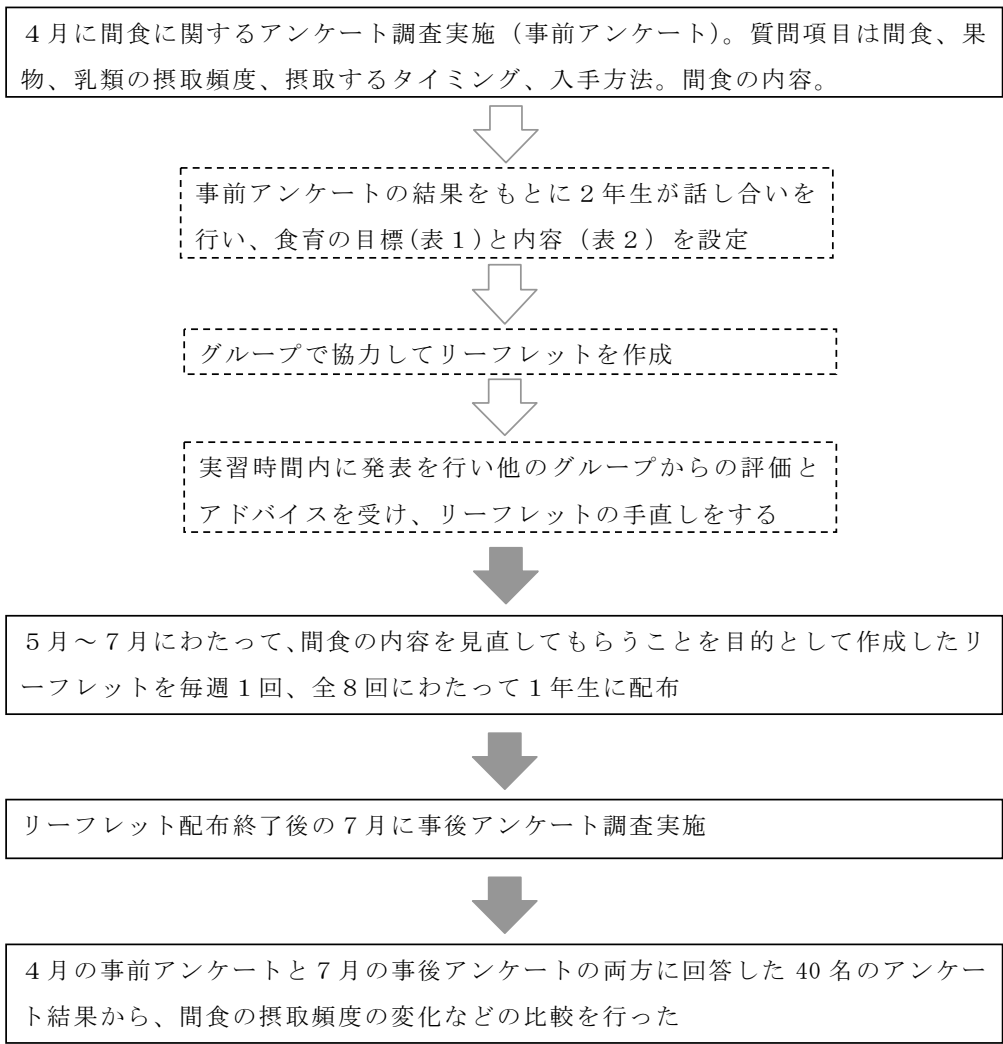 ４月に間食に関するアンケート調査実施（事前アンケート）。質問項目は間食、果
物、乳類の摂取頻度、摂取するタイミング、入手方法。間食の内容。
事前アンケートの結果をもとに２年生が話し合いを
行い、食育の目標(表１)と内容（表２）を設定
グループで協力してリーフレットを作成
実習時間内に発表を行い他のグループからの評価と
アドバイスを受け、リーフレットの手直しをする
５月～７月にわたって、間食の内容を見直してもらうことを目的として作成したリ
ーフレットを毎週１回、全８回にわたって１年生に配布
リーフレット配布終了後の７月に事後アンケート調査実施
４月の事前アンケートと７月の事後アンケートの両方に回答した 40 名のアンケー
ト結果から、間食の摂取頻度の変化などの比較を行った